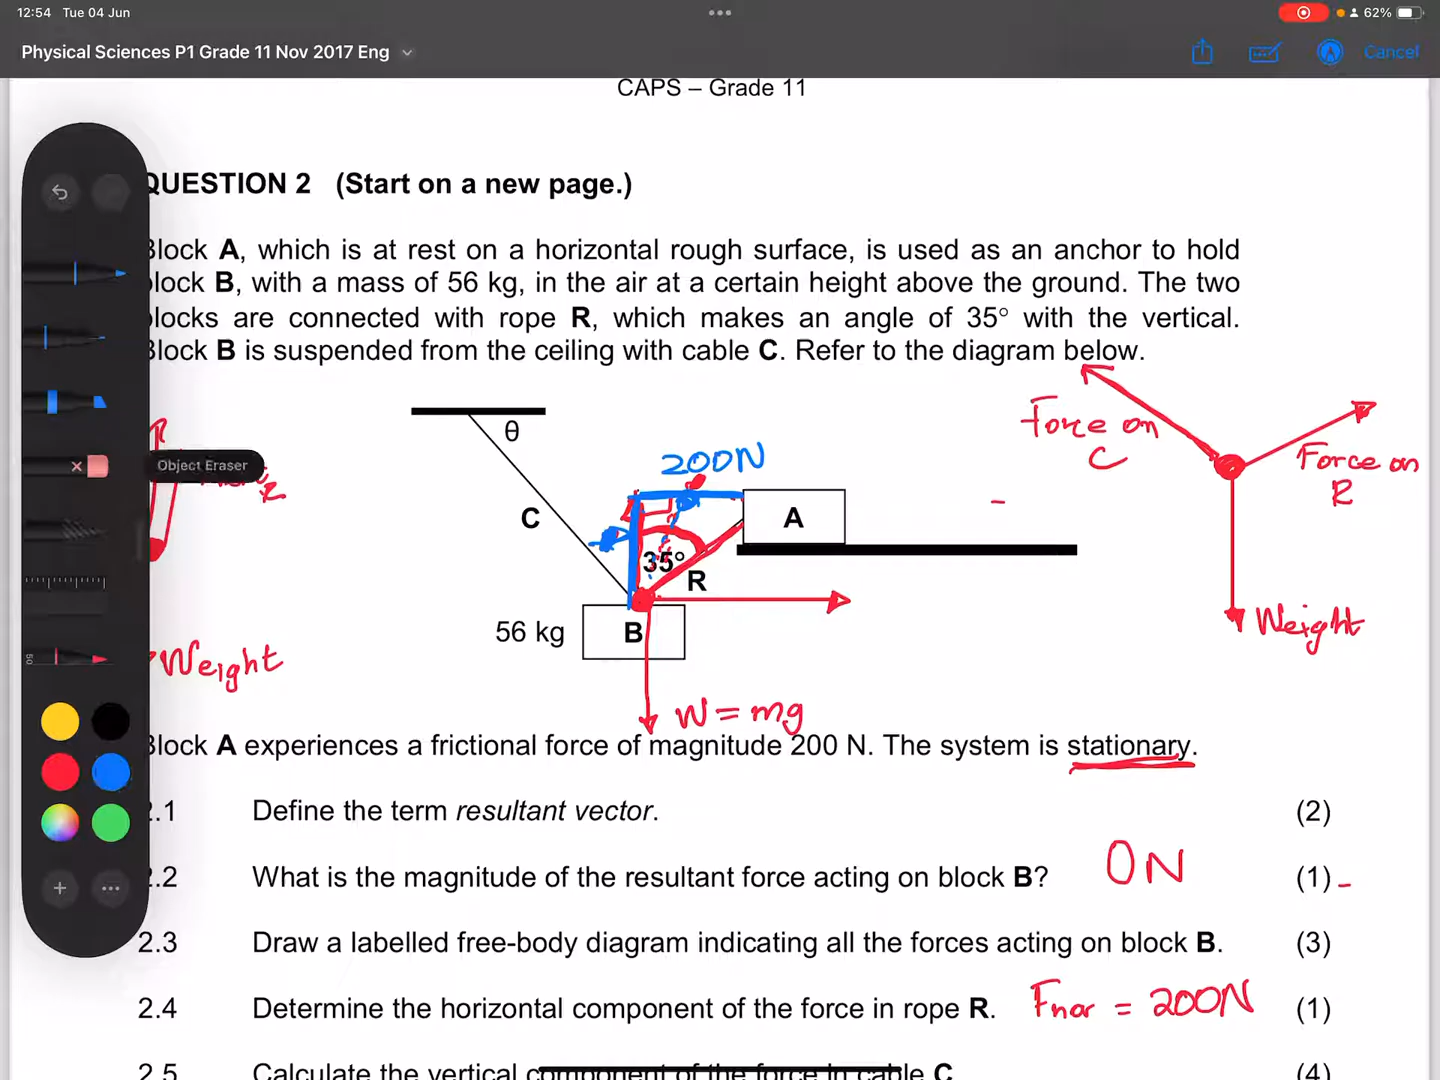 12:54 Tue 04 Jun
62%
Physical Sciences P1 Grade 11 Nov 2017 Eng
Cancel
CAPS – Grade 11
QUESTION 2 (Start on a new page.)
lock A, which is at rest on a horizontal rough surface, is used as an anchor to hold
lock B, with a mass of 56 kg, in the air at a certain height above the ground. The two
locks are connected with rope R, which makes an angle of 35° with the vertical.
lock B is suspended from the ceiling with cable C. Refer to the diagram below.
θ
200N
C
A
35°
R
56 kg
B
W = mg
Force on
C
Force on
R
Weight
Object Eraser
R
Weight
50
lock A experiences a frictional force of magnitude 200 N. The system is stationary.
.1 Define the term resultant vector. (2)
.2 What is the magnitude of the resultant force acting on block B? 0N (1)
2.3 Draw a labelled free-body diagram indicating all the forces acting on block B. (3)
2.4 Determine the horizontal component of the force in rope R. Fhor = 200N (1)
2.5 Calculate the vertical component of the force in cable C (4)